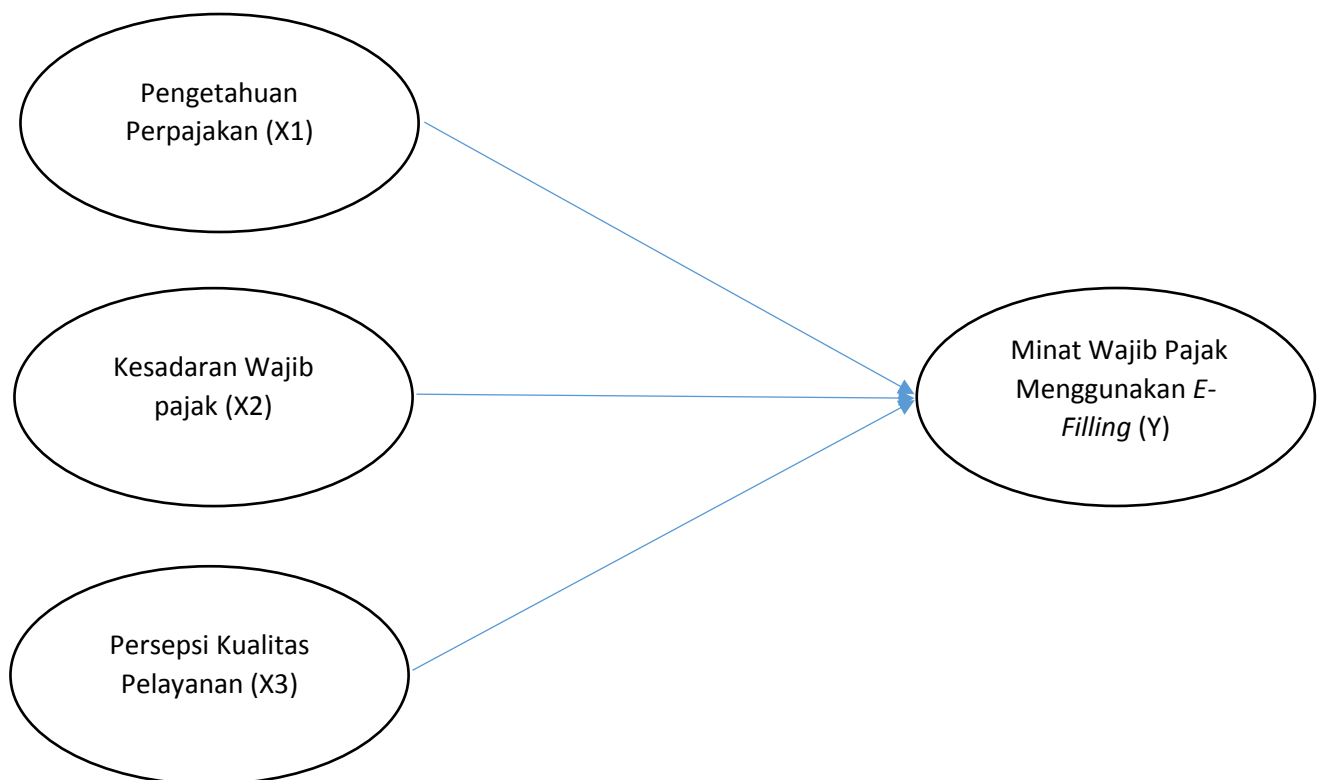 Pengetahuan
Perpajakan (X1)
Kesadaran Wajib
pajak (X2)
Persepsi Kualitas
Pelayanan (X3)
Minat Wajib Pajak
Menggunakan E-
Filling (Y)